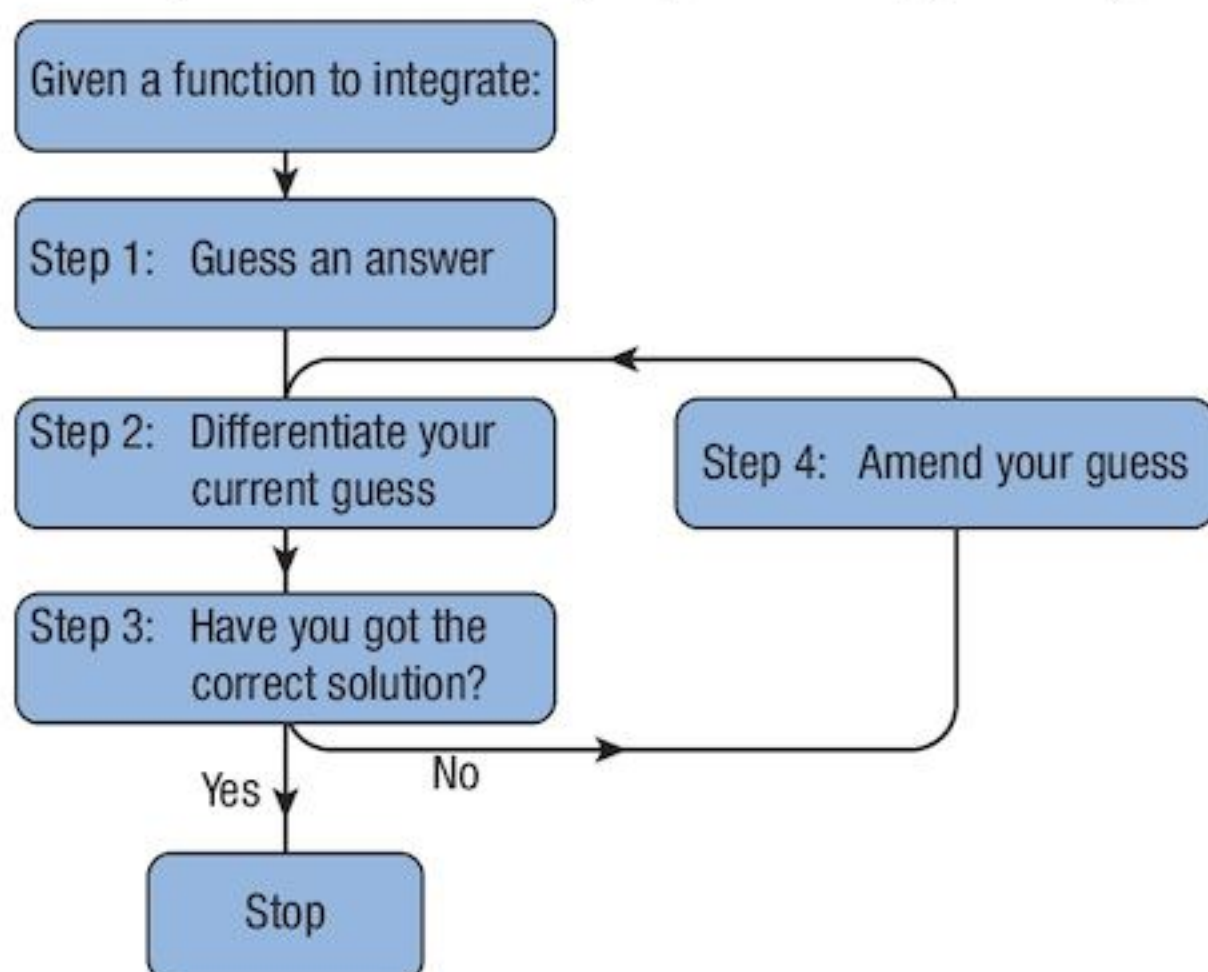 Given a function to integrate:
Step 1: Guess an answer
Step 2: Differentiate your
current guess
Step 4: Amend your guess
Step 3: Have you got the
correct solution?
Yes
No
Stop